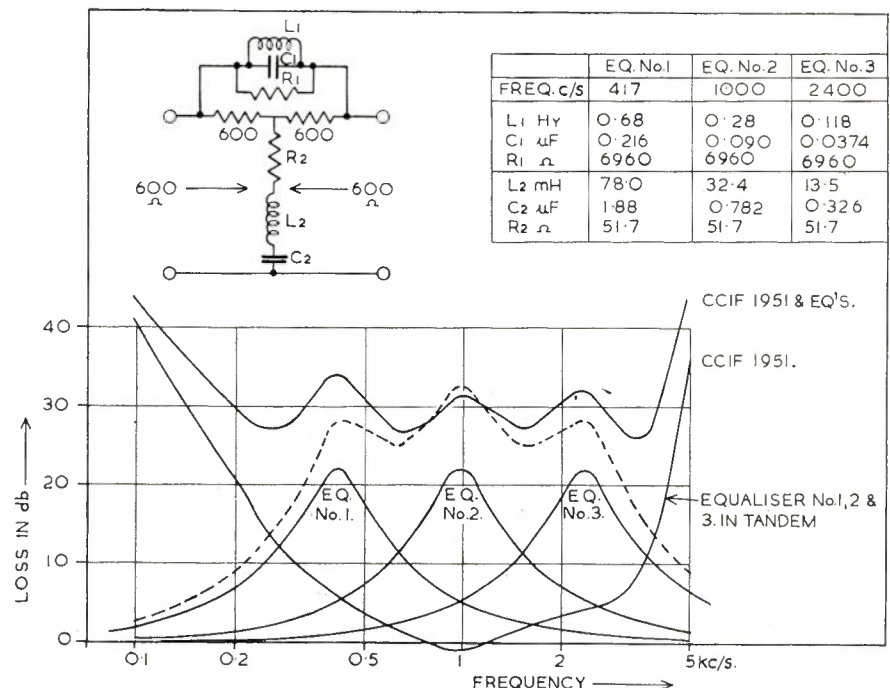 L1
C1
R1
600 600
R2
600 Ω 600 Ω
L2
C2
EQ. No.1 EQ. No.2 EQ. No.3
FREQ. c/s 417 1000 2400
L1 Hy 0·68 0·28 0·118
C1 µF 0·216 0·090 0·0374
R1 Ω 6960 6960 6960
L2 mH 78·0 32·4 13·5
C2 µF 1·88 0·782 0·326
R2 Ω 51·7 51·7 51·7
CCIF 1951 & EQ'S.
CCIF 1951.
EQUALISER No.1, 2 &
3. IN TANDEM
EQ.
No.1.
EQ.
No.2.
EQ.
No.3.
LOSS IN db
40
30
20
10
0
0·1 0·2 0·5 1 2 5 kc/s.
FREQUENCY